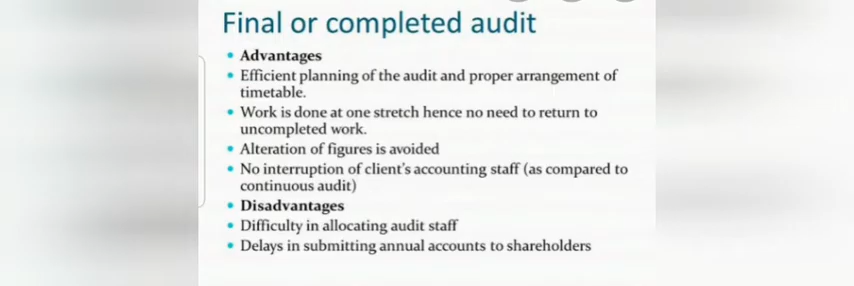 Final or completed audit
• Advantages
• Efficient planning of the audit and proper arrangement of
timetable.
• Work is done at one stretch hence no need to return to
uncompleted work.
• Alteration of figures is avoided
• No interruption of client's accounting staff (as compared to
continuous audit)
• Disadvantages
• Difficulty in allocating audit staff
• Delays in submitting annual accounts to shareholders